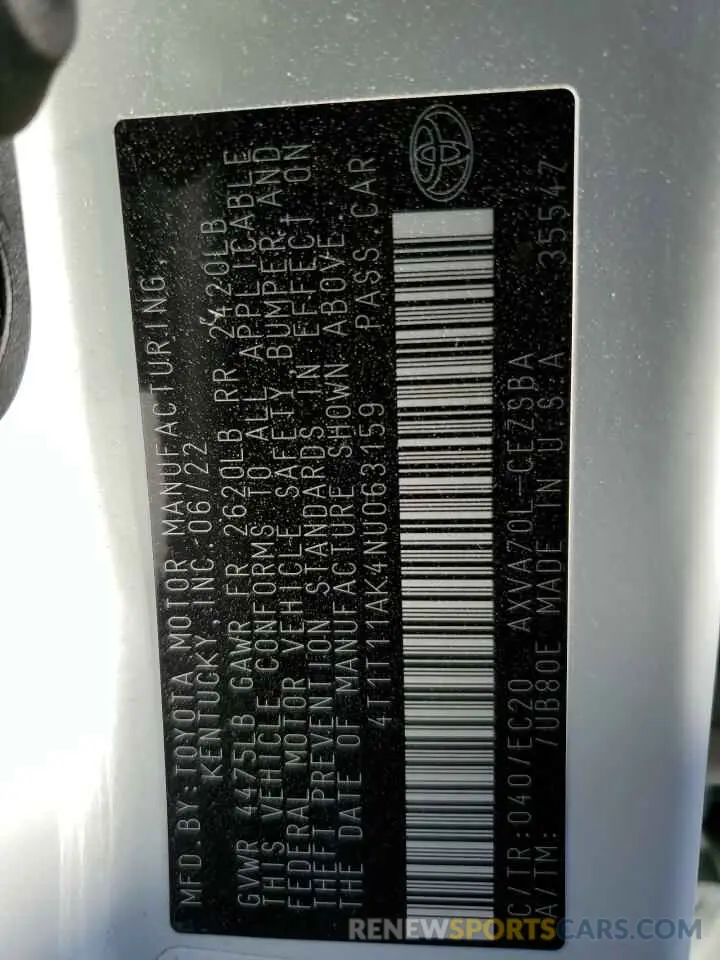 MFD.BY:TOYOTA MOTOR MANUFACTURING,
KENTUCKY,INC. 06/22
GVWR 4475LB GAWR FR 2620LB RR 2420LB
THIS VEHICLE CONFORMS TO ALL APPLICABLE
FEDERAL MOTOR VEHICLE SAFETY,BUMPER,AND
THEFT PREVENTION STANDARDS IN EFFECT ON
THE DATE OF MANUFACTURE SHOWN ABOVE.
4T1T11AK4NU063159 PASS.CAR
C/TR:040/EC20 AXVA70L-CEZSBA
A/TM: /UB80E MADE IN U.S.A. 35547
RENEWSPORTSCARS.COM